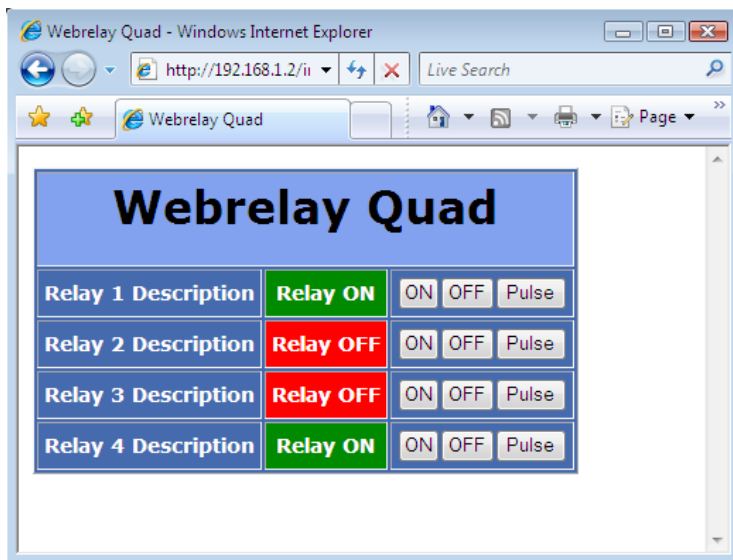 Webrelay Quad - Windows Internet Explorer
http://192.168.1.2/ii Live Search
Webrelay Quad Page
Webrelay Quad
Relay 1 Description Relay ON ON OFF Pulse
Relay 2 Description Relay OFF ON OFF Pulse
Relay 3 Description Relay OFF ON OFF Pulse
Relay 4 Description Relay ON ON OFF Pulse